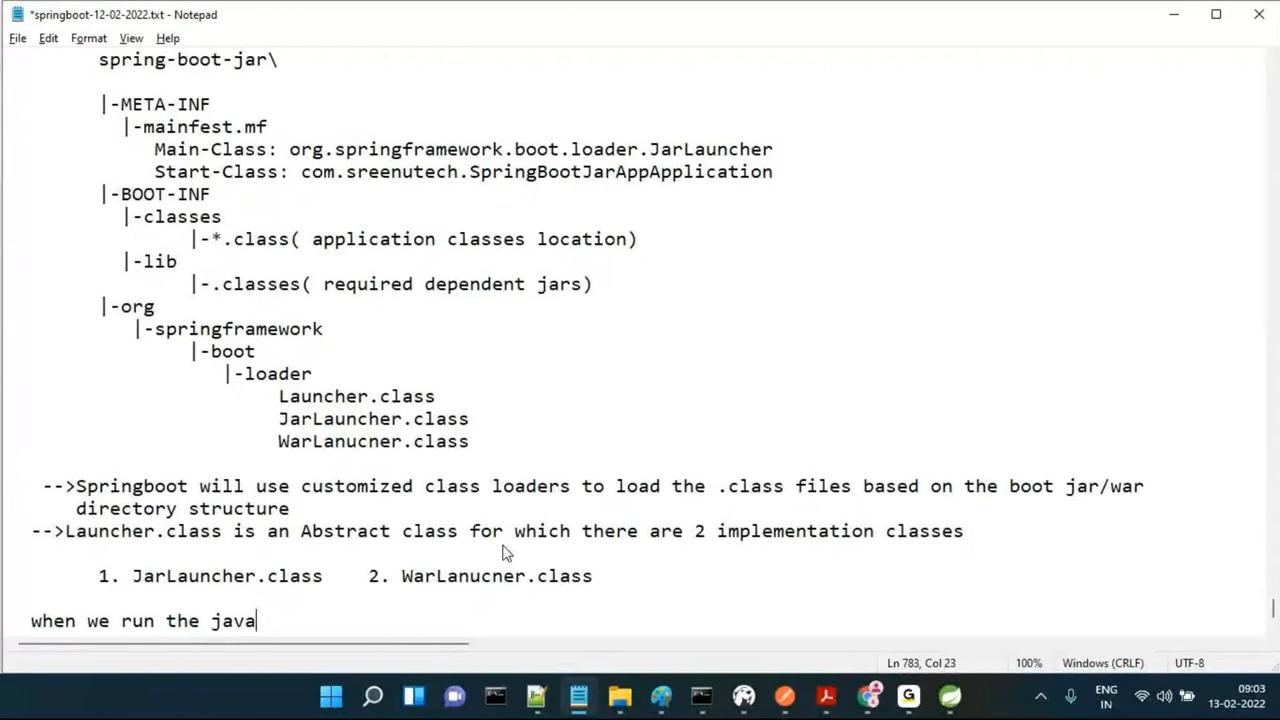 *springboot-12-02-2022.txt - Notepad
File Edit Format View Help
spring-boot-jar\
|-META-INF
|-mainfest.mf
Main-Class: org.springframework.boot.loader.JarLauncher
Start-Class: com.sreenutech.SpringBootJarAppApplication
|-BOOT-INF
|-classes
|-*.class( application classes location)
|-lib
|-.classes( required dependent jars)
|-org
|-springframework
|-boot
|-loader
Launcher.class
JarLauncher.class
WarLanucner.class
-->Springboot will use customized class loaders to load the .class files based on the boot jar/war
directory structure
-->Launcher.class is an Abstract class for which there are 2 implementation classes
1. JarLauncher.class 2. WarLanucner.class
when we run the java
Ln 783, Col 23 100% Windows (CRLF) UTF-8
ENG
IN
09:03
13-02-2022